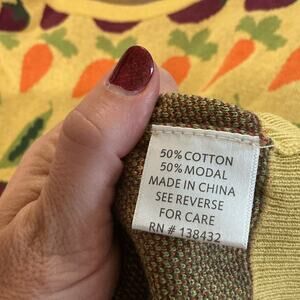 50% COTTON
50% MODAL
MADE IN CHINA
SEE REVERSE
FOR CARE
RN # 138432